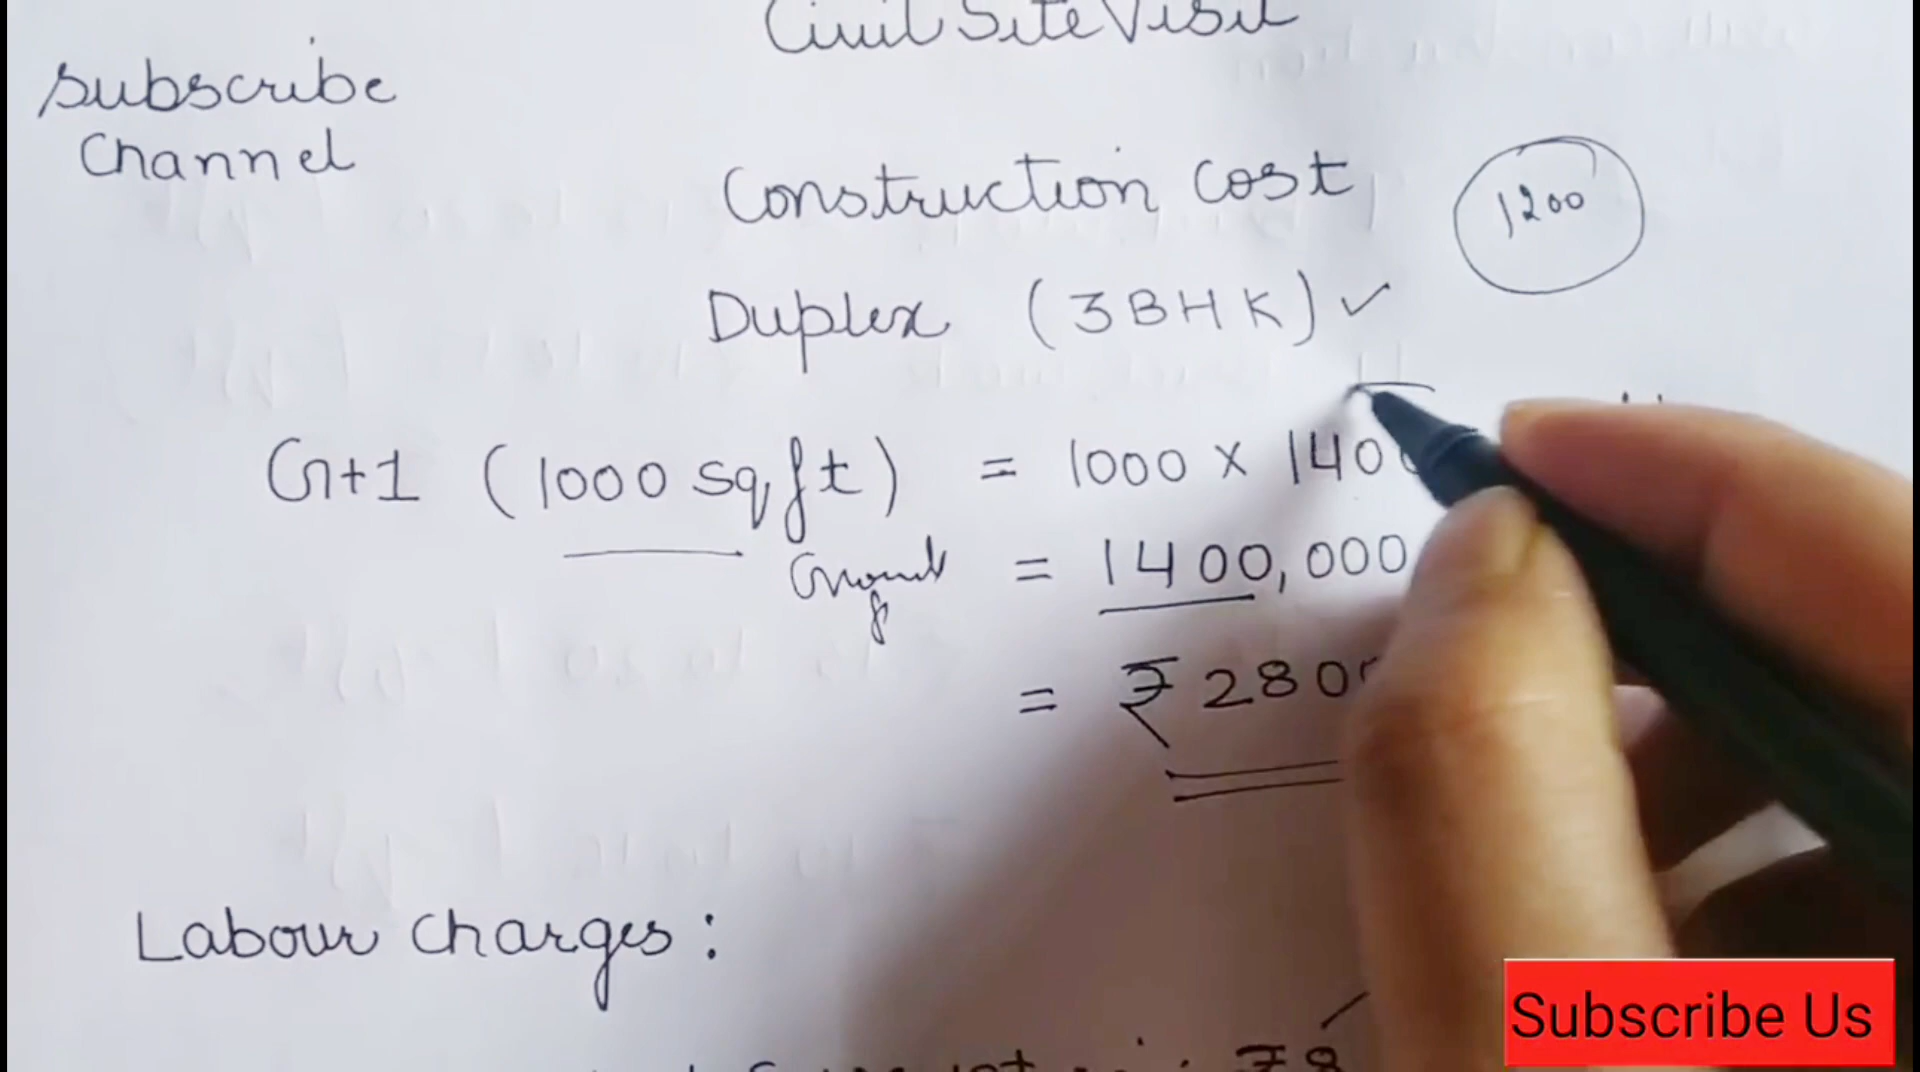 Civil Site Visit
Subscribe
Channel
Construction Cost
1200
Duplex (3BHK) ✓
G+1 (1000 sqft) = 1000 x 140
Ground = 1400,000
= ₹ 280
Labour Charges :
₹8
Subscribe Us